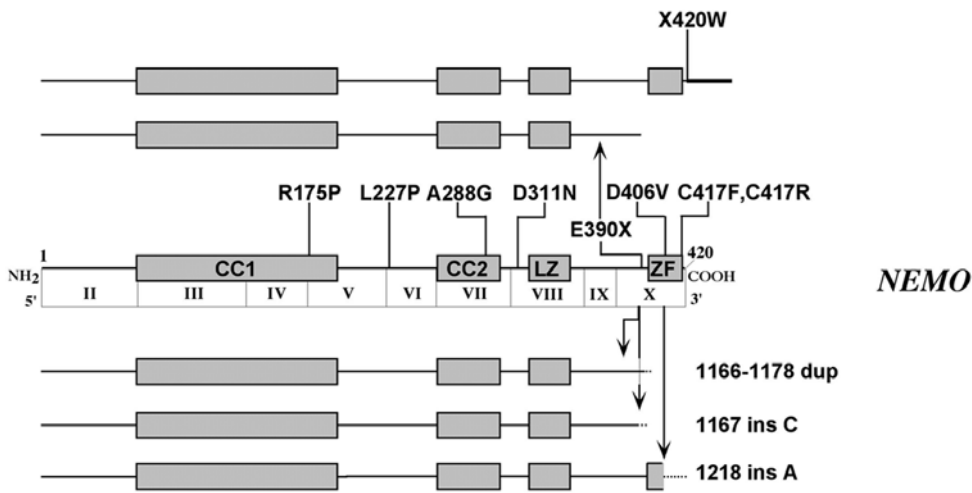 X420W
R175P L227P A288G D311N D406V C417F,C417R
E390X
1 420
NH2 CC1 CC2 LZ ZF COOH
5' II III IV V VI VII VIII IX X 3'
NEMO
1166-1178 dup
1167 ins C
1218 ins A